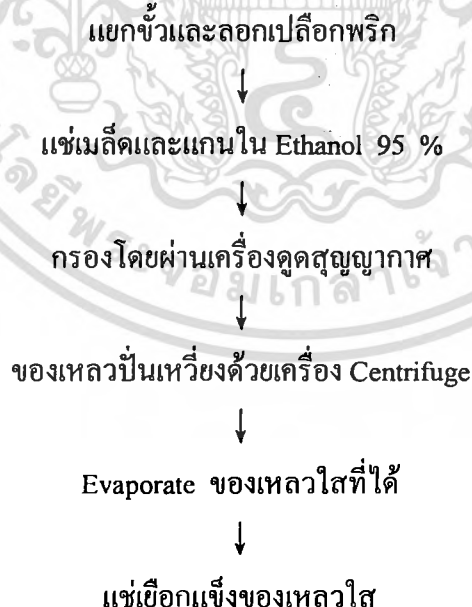 แยกขั้วและลอกเปลือกพริก
แช่เมล็ดและแกนใน Ethanol 95 %
กรองโดยผ่านเครื่องดูดสุญญากาศ
ของเหลวปั่นเหวี่ยงด้วยเครื่อง Centrifuge
Evaporate ของเหลวใสที่ได้
แช่เยือกแข็งของเหลวใส